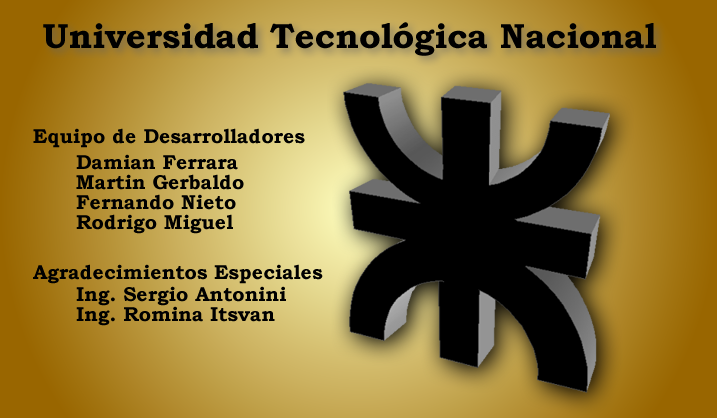 Universidad Tecnológica Nacional
Equipo de Desarrolladores
Damian Ferrara
Martin Gerbaldo
Fernando Nieto
Rodrigo Miguel
Agradecimientos Especiales
Ing. Sergio Antonini
Ing. Romina Itsvan